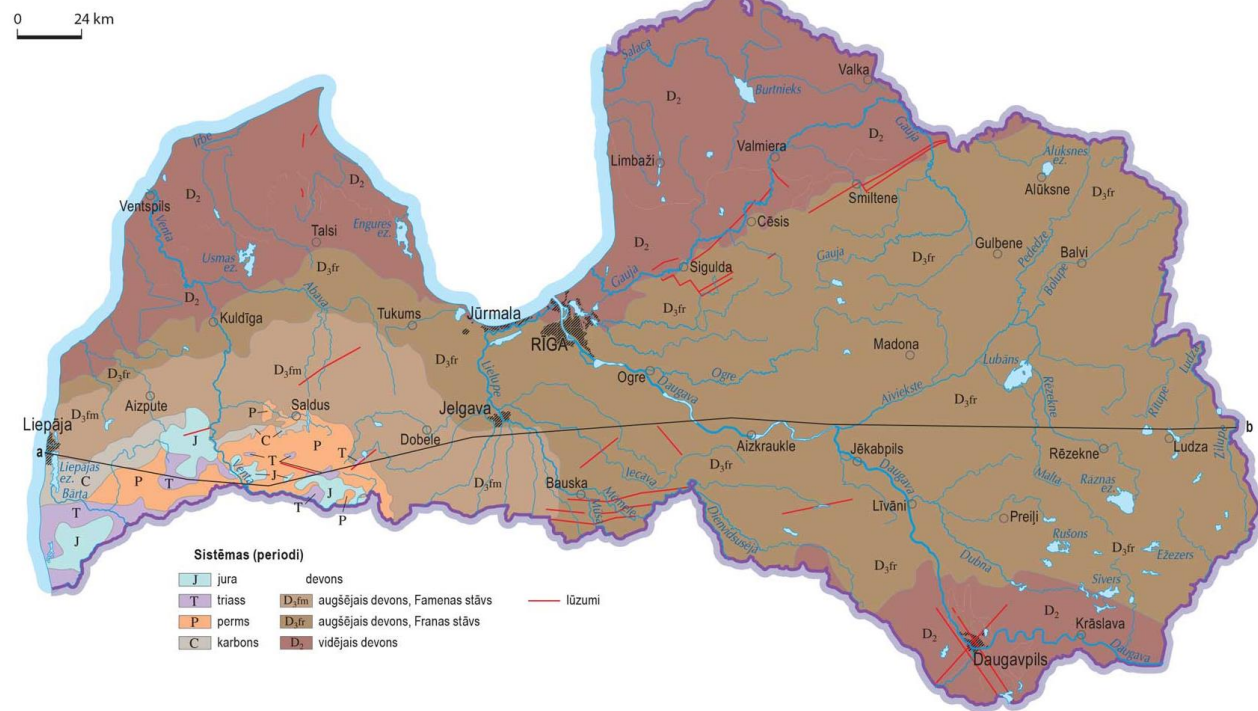 0 24 km
Salaca
Valka
Burtnieks
D₂
Gauja
D₂
Irbe
Limbaži
Valmiera
Alūksnes
ez.
D₂
Alūksne
D₃fr
Smiltene
D₂
Ventspils
Venta
Cēsis
Talsi
Engures
ez.
Gulbene
Pededze
Balvi
Usmas
ez.
D₂
Gauja
D₃fr
Bolupe
D₃fr
Sigulda
Gauja
D₂
Abava
D₃fr
Kuldīga
Tukums
Jūrmala
RĪGA
Madona
Lubāns
Ludza
D₃fr
D₃fm
D₃fr
Ogre
Daugava
Ogre
Rēzekne
Rītupe
D₃fm
Aizpute
Lielupe
Aiviekste
D₃fr
P
Saldus
Jelgava
Liepāja
J
C
P
Dobele
Aizkraukle
b
a
T
T
Jēkabpils
Rēzekne
Ludza
Zilupe
Liepājas
ez.
C
P
T
Venta
J
Iecava
D₃fr
Daugava
Malta
Rāznas
ez.
Bārta
J
D₃fm
Bauska
Mēmele
Mūsa
Līvāni
Preiļi
T
T
P
Dienvidsusēja
Rušons
D₃fr
Ežezers
J
D₃fr
Dubna
Sivers
D₂
Krāslava
D₂
Daugava
Daugavpils
Sistēmas (periodi)
J jura devons
T triass D₃fm augšējais devons, Famenas stāvs lūzumi
P perms D₃fr augšējais devons, Franas stāvs
C karbons D₂ vidējais devons